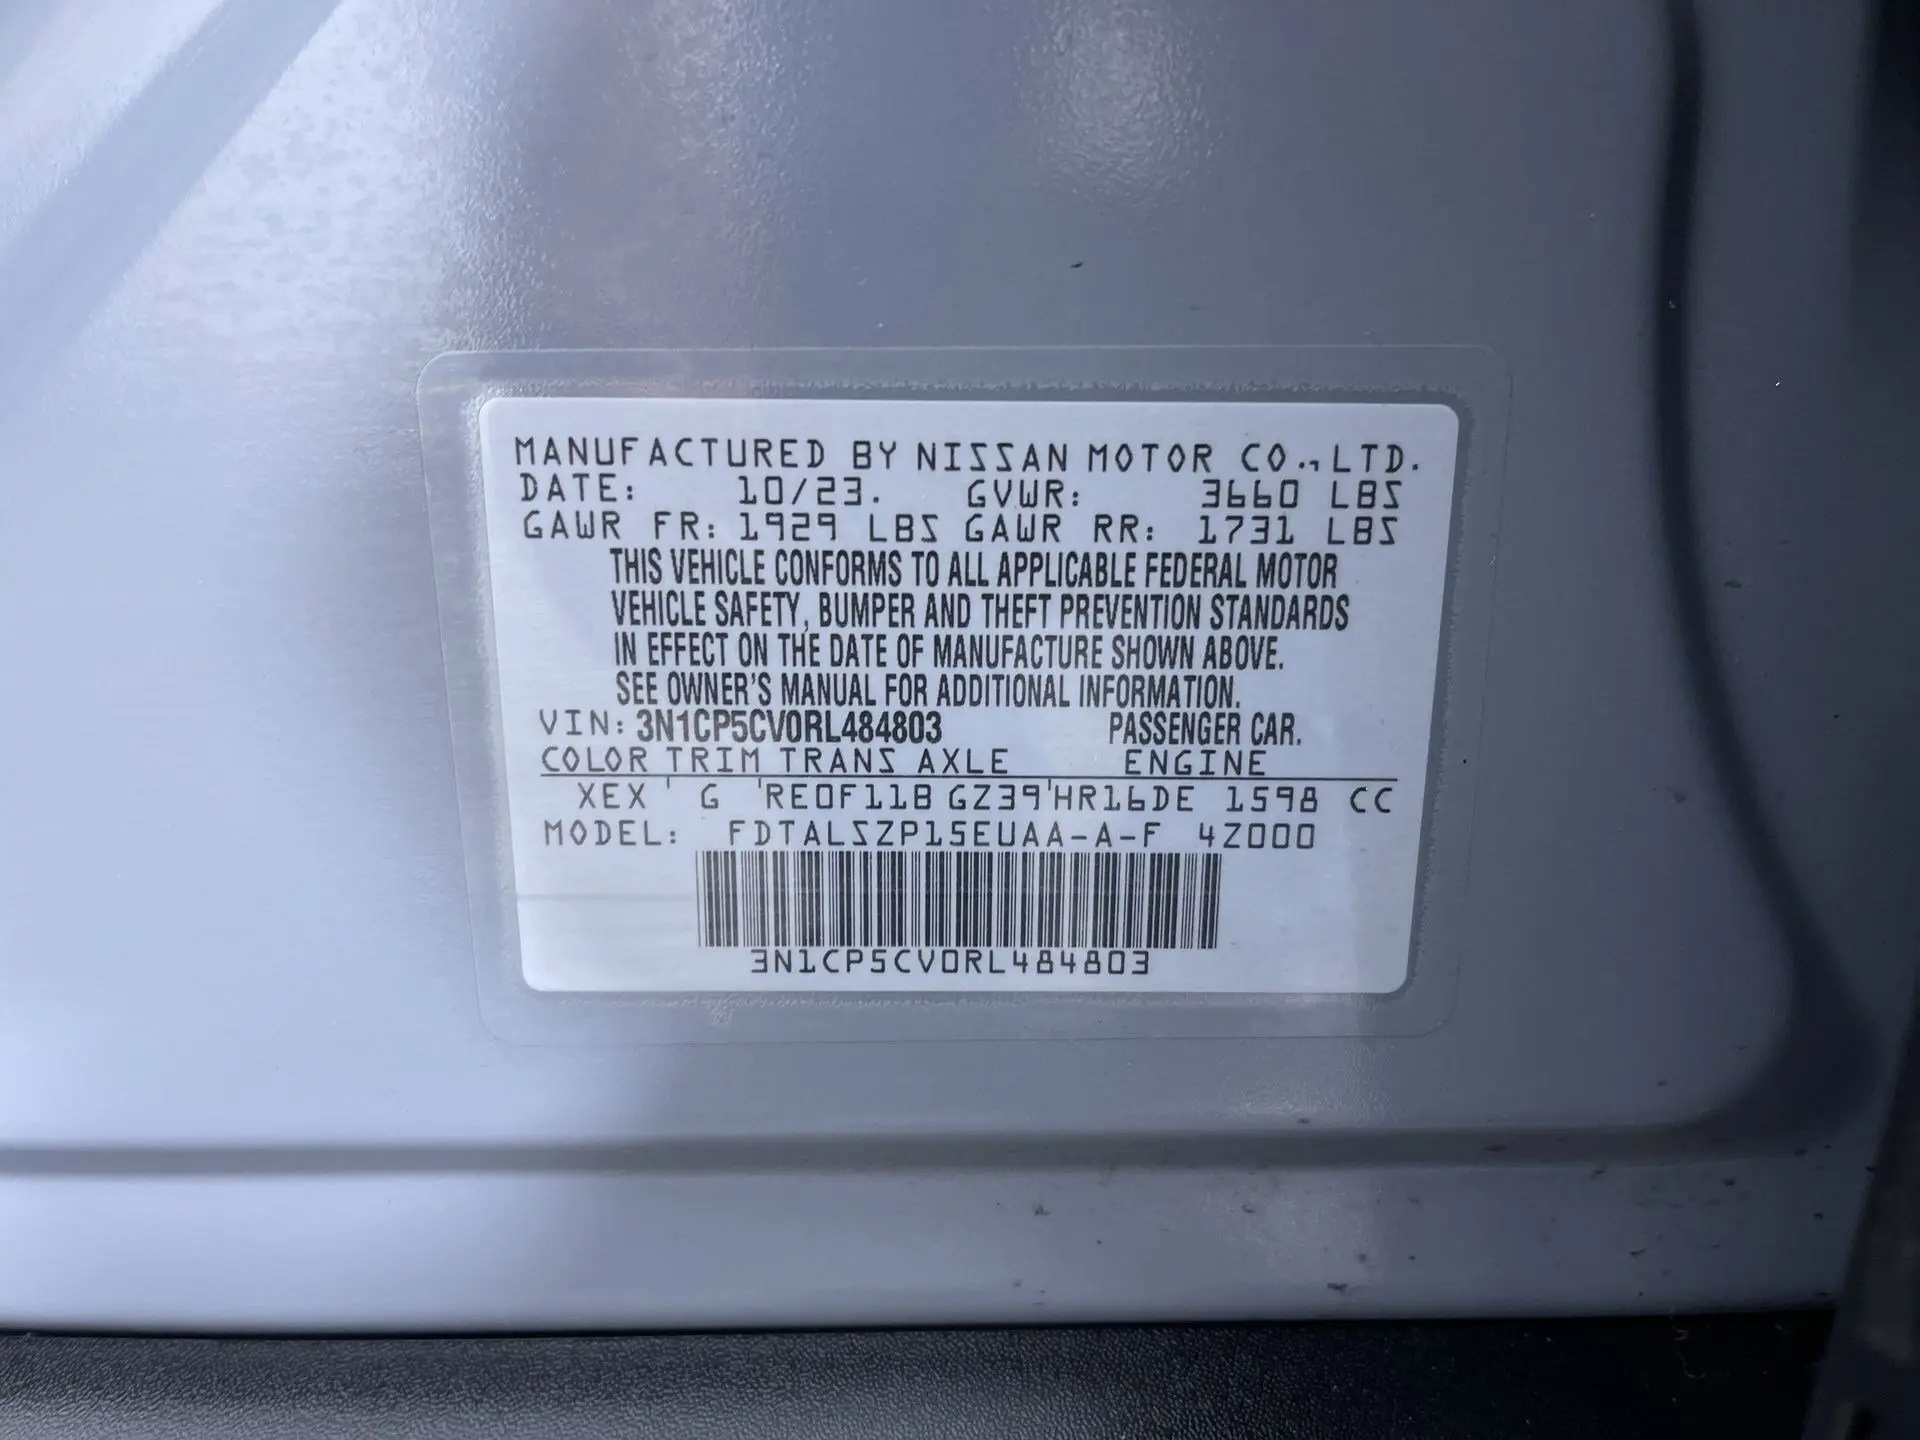 MANUFACTURED BY NISSAN MOTOR CO.,LTD.
DATE: 10/23. GVWR: 3660 LBS
GAWR FR: 1929 LBS GAWR RR: 1731 LBS
THIS VEHICLE CONFORMS TO ALL APPLICABLE FEDERAL MOTOR
VEHICLE SAFETY, BUMPER AND THEFT PREVENTION STANDARDS
IN EFFECT ON THE DATE OF MANUFACTURE SHOWN ABOVE.
SEE OWNER'S MANUAL FOR ADDITIONAL INFORMATION.
VIN: 3N1CP5CV0RL484803 PASSENGER CAR.
COLOR TRIM TRANS AXLE ENGINE
XEX ' G 'RE0F11B GZ39'HR16DE 1598 CC
MODEL: FDTALSZP15EUAA-A-F 4Z000
3N1CP5CV0RL484803